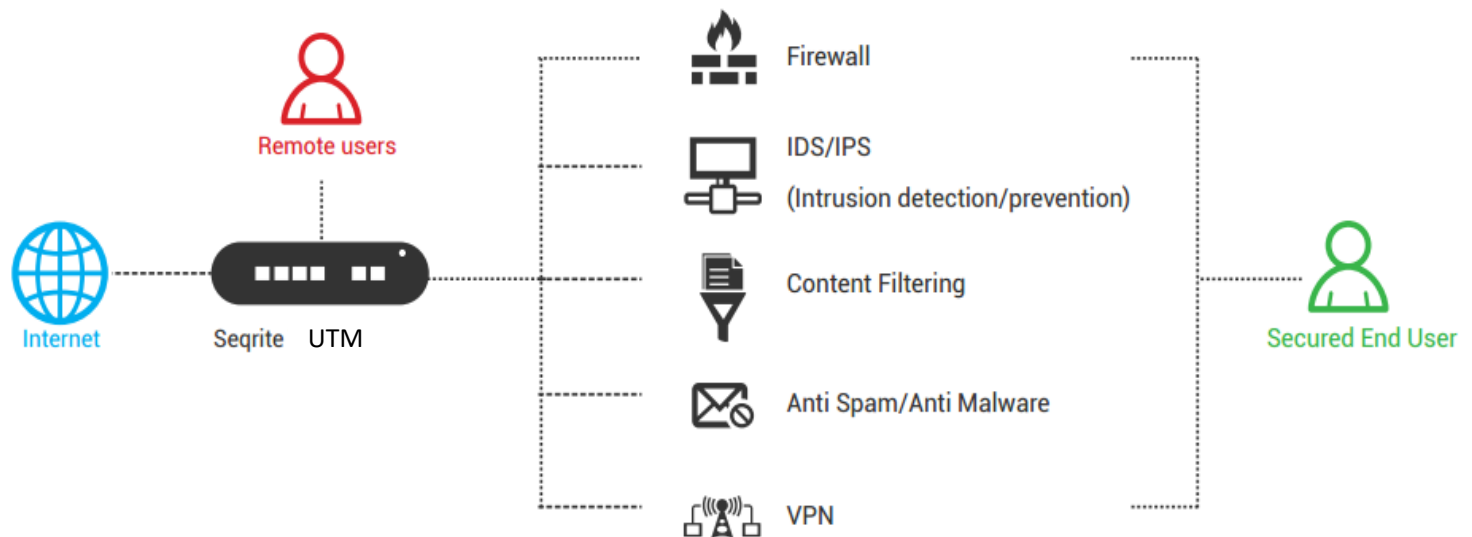 Remote users
Internet
Seqrite UTM
Firewall
IDS/IPS
(Intrusion detection/prevention)
Content Filtering
Anti Spam/Anti Malware
VPN
Secured End User